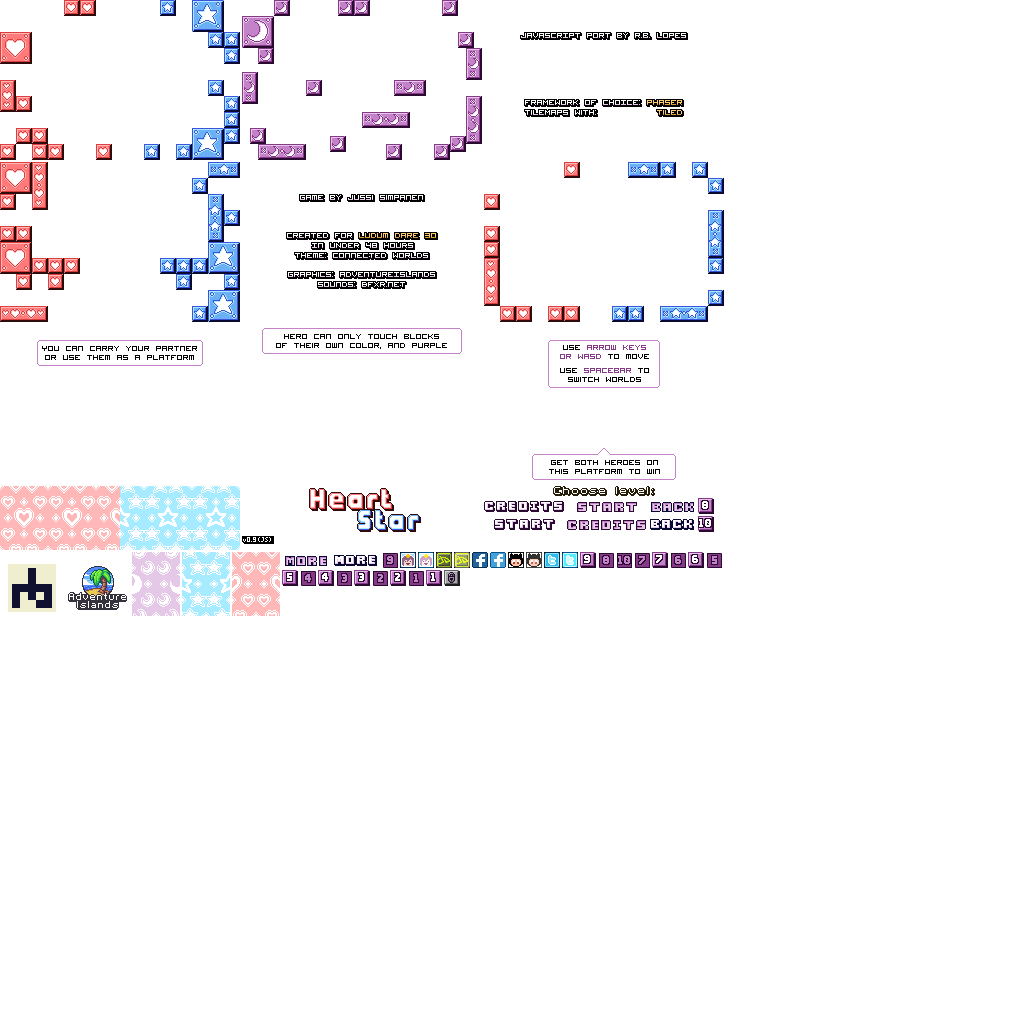 JAVASCRIPT PORT BY R.B. LOPES
FRAMEWORK OF CHOICE: PHASER
TILEMAPS WITH: TILED
GAME BY JUSSI SIMPANEN
CREATED FOR LUDUM DARE 30
IN UNDER 48 HOURS
THEME: CONNECTED WORLDS
GRAPHICS: ADVENTUREISLANDS
SOUNDS: BFXR.NET
YOU CAN CARRY YOUR PARTNER
OR USE THEM AS A PLATFORM
HERO CAN ONLY TOUCH BLOCKS
OF THEIR OWN COLOR, AND PURPLE
USE ARROW KEYS
OR WASD TO MOVE
USE SPACEBAR TO
SWITCH WORLDS
GET BOTH HEROES ON
THIS PLATFORM TO WIN
Heart
Star
v0.9 (JS)
Choose level:
CREDITS START BACK 8
START CREDITS BACK 10
Adventure
Islands
MORE MORE 9 f f t t 9 8 10 7 7 6 6 5
5 4 4 3 3 2 2 1 1 0